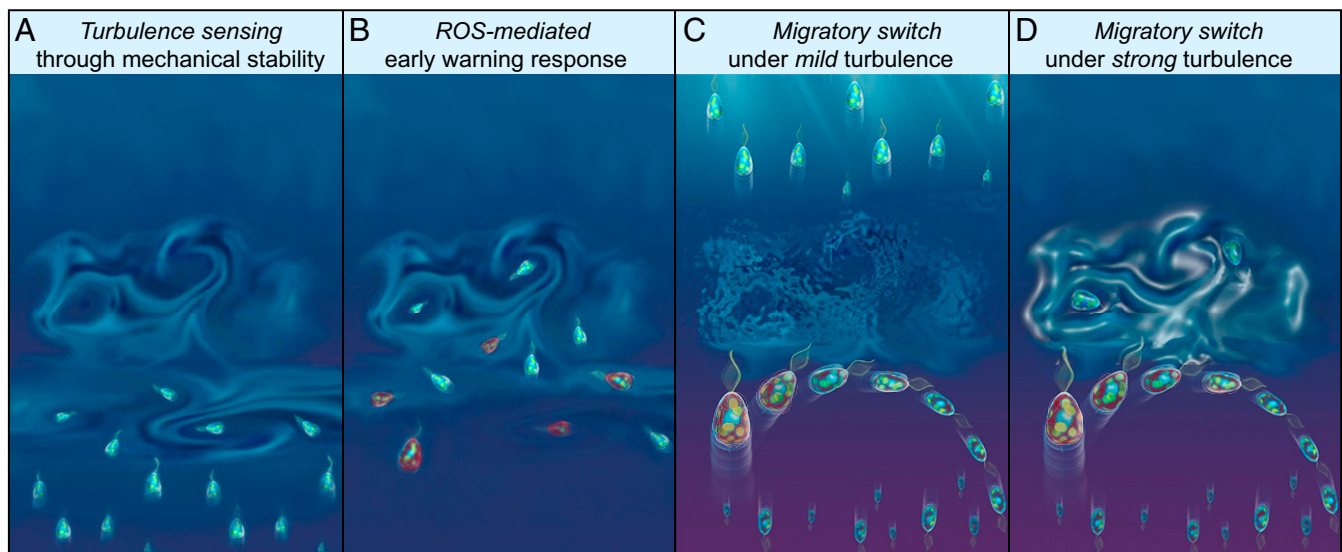 A
Turbulence sensing
through mechanical stability
B
ROS-mediated
early warning response
C
Migratory switch
under mild turbulence
D
Migratory switch
under strong turbulence